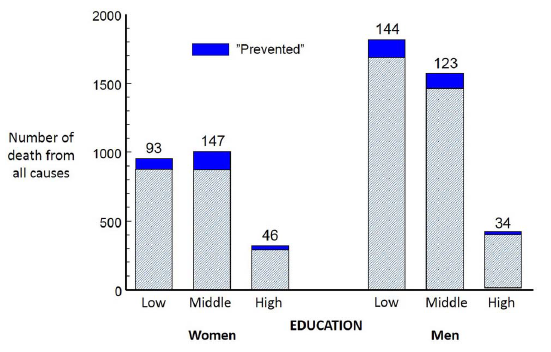 2000
"Prevented"
144
123
1500
Number of
death from
all causes
93
147
1000
500
46
34
0
Low
Middle
High
Low
Middle
High
EDUCATION
Women
Men